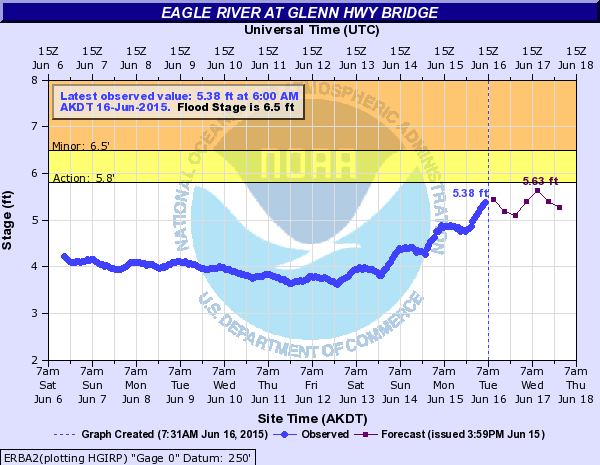 EAGLE RIVER AT GLENN HWY BRIDGE
Universal Time (UTC)
15Z 15Z 15Z 15Z 15Z 15Z 15Z 15Z 15Z 15Z 15Z 15Z 15Z
Jun 6 Jun 7 Jun 8 Jun 9 Jun 10 Jun 11 Jun 12 Jun 13 Jun 14 Jun 15 Jun 16 Jun 17 Jun 18
Latest observed value: 5.38 ft at 6:00 AM
AKDT 16-Jun-2015. Flood Stage is 6.5 ft
Minor: 6.5'
Action: 5.8'
5.38 ft
5.63 ft
Stage (ft)
8
7
6
5
4
3
2
NOAA
NATIONAL OCEANIC AND ATMOSPHERIC ADMINISTRATION
U.S. DEPARTMENT OF COMMERCE
7am 7am 7am 7am 7am 7am 7am 7am 7am 7am 7am 7am 7am
Sat Sun Mon Tue Wed Thu Fri Sat Sun Mon Tue Wed Thu
Jun 6 Jun 7 Jun 8 Jun 9 Jun 10 Jun 11 Jun 12 Jun 13 Jun 14 Jun 15 Jun 16 Jun 17 Jun 18
Site Time (AKDT)
Graph Created (7:31AM Jun 16, 2015) Observed Forecast (issued 3:59PM Jun 15)
ERBA2(plotting HGIRP) "Gage 0" Datum: 250'